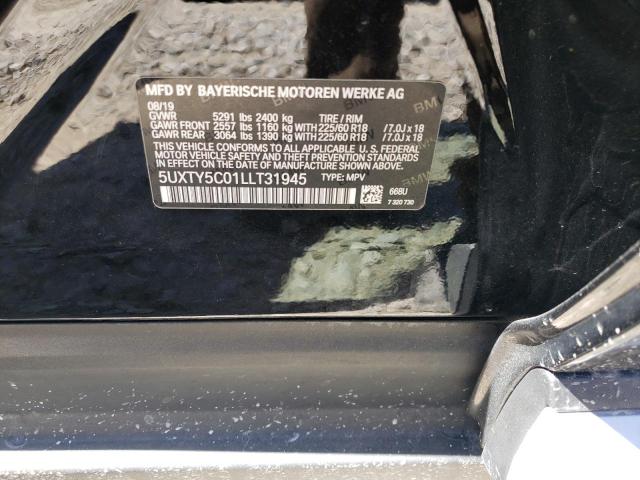 MFD BY BAYERISCHE MOTOREN WERKE AG
08/19
GVWR 5291 lbs 2400 kg TIRE / RIM
GAWR FRONT 2557 lbs 1160 kg WITH 225/60 R18 /7.0J x 18
GAWR REAR 3064 lbs 1390 kg WITH 225/60 R18 /7.0J x 18
THIS VEHICLE CONFORMS TO ALL APPLICABLE U. S. FEDERAL
MOTOR VEHICLE SAFETY, BUMPER, AND THEFT PREVENTION
STANDARDS IN EFFECT ON THE DATE OF MANUFACTURE SHOWN ABOVE.
5UXTY5C01LLT31945 TYPE: MPV
668U
7 320 730